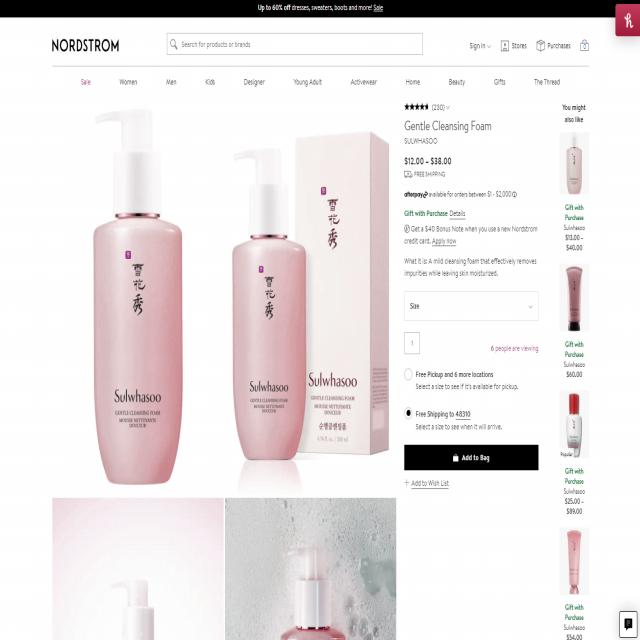 Up to 60% off dresses, sweaters, boots and more! Sale
NORDSTROM
Search for products or brands
Sign in
Stores
Purchases
0
h
Sale
Women
Men
Kids
Designer
Young Adult
Activewear
Home
Beauty
Gifts
The Thread
雪花秀
Sulwhasoo
GENTLE CLEANSING FOAM
MOUSSE NETTOYANTE
DOUCEUR
雪花秀
Sulwhasoo
GENTLE CLEANSING FOAM
MOUSSE NETTOYANTE
DOUCEUR
雪花秀
Sulwhasoo
GENTLE CLEANSING FOAM
MOUSSE NETTOYANTE
DOUCEUR
순행클렌징폼
(230)
Gentle Cleansing Foam
SULWHASOO
$12.00 – $38.00
FREE SHIPPING
afterpay available for orders between $1 - $2,000
Gift with Purchase Details
Get a $40 Bonus Note when you use a new Nordstrom
credit card. Apply now
What it is: A mild cleansing foam that effectively removes
impurities while leaving skin moisturized.
Size
1
6 people are viewing
Free Pickup and 6 more locations
Select a size to see if it's available for pickup.
Free Shipping to 48310
Select a size to see when it will arrive.
Add to Bag
Add to Wish List
You might
also like
Gift with
Purchase
Sulwhasoo
$13.00 –
$40.00
Gift with
Purchase
Sulwhasoo
$60.00
Popular
Gift with
Purchase
Sulwhasoo
$25.00 –
$89.00
Gift with
Purchase
Sulwhasoo
$54.00